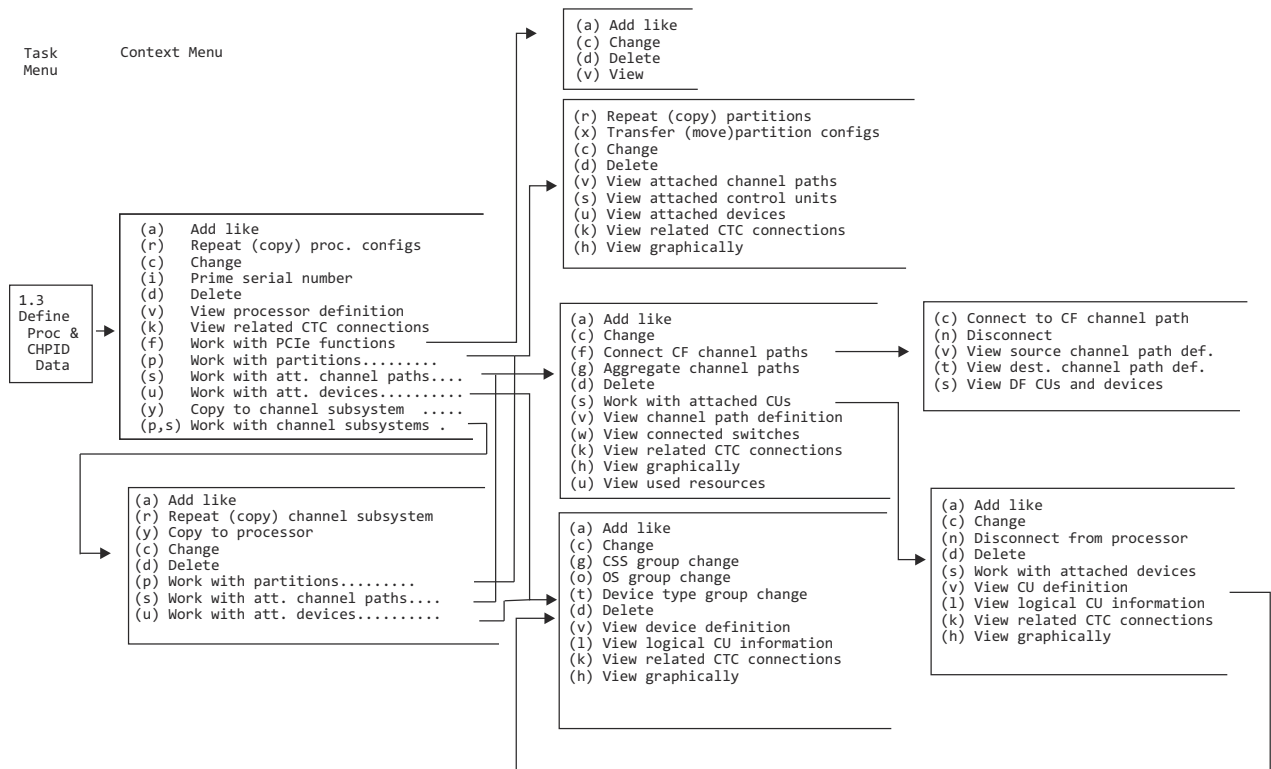 Task
Menu
Context Menu
(a) Add like
(c) Change
(d) Delete
(v) View
(r) Repeat (copy) partitions
(x) Transfer (move)partition configs
(c) Change
(d) Delete
(v) View attached channel paths
(s) View attached control units
(u) View attached devices
(k) View related CTC connections
(h) View graphically
1.3
Define
Proc &
CHPID
Data
(a) Add like
(r) Repeat (copy) proc. configs
(c) Change
(i) Prime serial number
(d) Delete
(v) View processor definition
(k) View related CTC connections
(f) Work with PCIe functions
(p) Work with partitions.........
(s) Work with att. channel paths....
(u) Work with att. devices..........
(y) Copy to channel subsystem .....
(p,s) Work with channel subsystems .
(a) Add like
(c) Change
(f) Connect CF channel paths
(g) Aggregate channel paths
(d) Delete
(s) Work with attached CUs
(v) View channel path definition
(w) View connected switches
(k) View related CTC connections
(h) View graphically
(u) View used resources
(c) Connect to CF channel path
(n) Disconnect
(v) View source channel path def.
(t) View dest. channel path def.
(s) View DF CUs and devices
(a) Add like
(r) Repeat (copy) channel subsystem
(y) Copy to processor
(c) Change
(d) Delete
(p) Work with partitions.........
(s) Work with att. channel paths....
(u) Work with att. devices..........
(a) Add like
(c) Change
(g) CSS group change
(o) OS group change
(t) Device type group change
(d) Delete
(v) View device definition
(l) View logical CU information
(k) View related CTC connections
(h) View graphically
(a) Add like
(c) Change
(n) Disconnect from processor
(d) Delete
(s) Work with attached devices
(v) View CU definition
(l) View logical CU information
(k) View related CTC connections
(h) View graphically